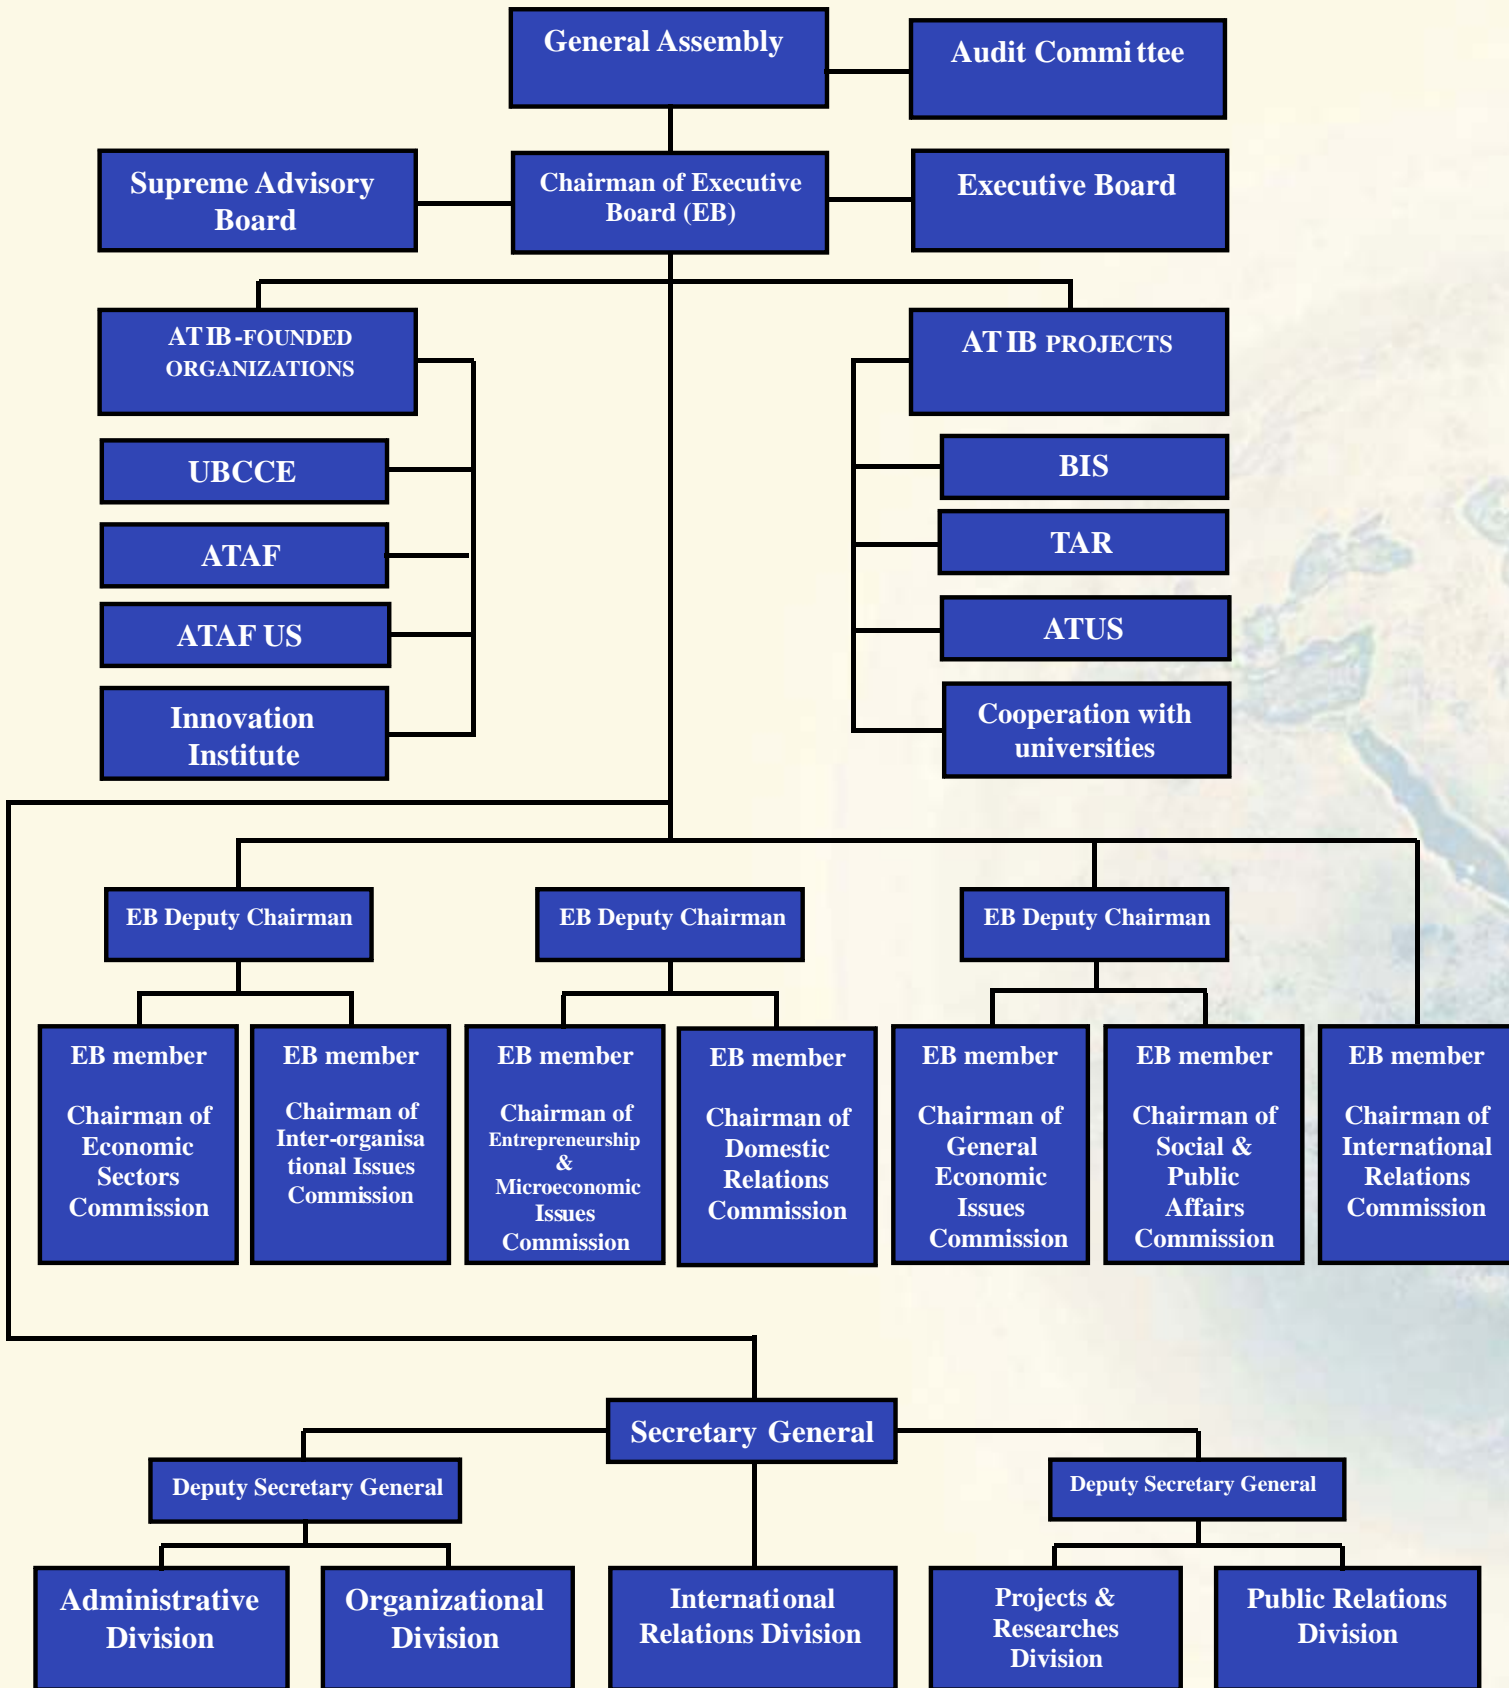 General Assembly
Audit Committee
Supreme Advisory
Board
Chairman of Executive
Board (EB)
Executive Board
ATIB-FOUNDED
ORGANIZATIONS
ATIB PROJECTS
UBCCE
BIS
ATAF
TAR
ATAF US
ATUS
Innovation
Institute
Cooperation with
universities
EB Deputy Chairman
EB Deputy Chairman
EB Deputy Chairman
EB member
Chairman of
Economic
Sectors
Commission
EB member
Chairman of
Inter-organisa
tional Issues
Commission
EB member
Chairman of
Entrepreneurship
&
Microeconomic
Issues
Commission
EB member
Chairman of
Domestic
Relations
Commission
EB member
Chairman of
General
Economic
Issues
Commission
EB member
Chairman of
Social &
Public
Affairs
Commission
EB member
Chairman of
International
Relations
Commission
Secretary General
Deputy Secretary General
Deputy Secretary General
Administrative
Division
Organizational
Division
International
Relations Division
Projects &
Researches
Division
Public Relations
Division